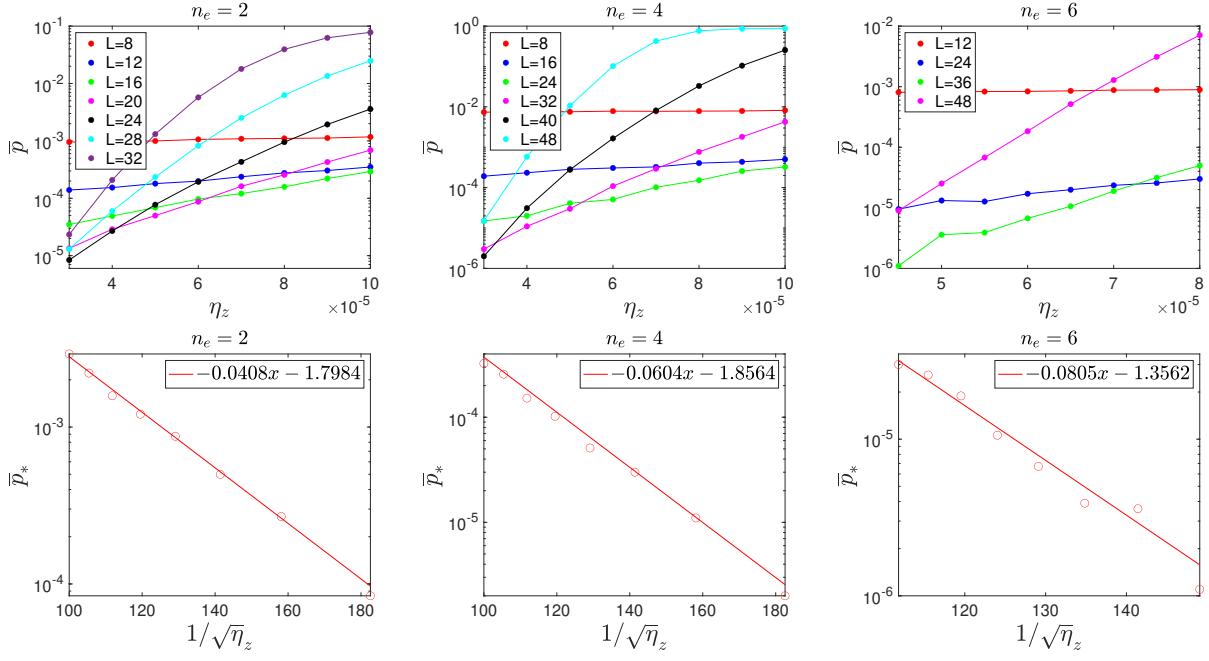 n_e = 2
10^-1
10^-2
10^-3
10^-4
10^-5
p̅
L=8
L=12
L=16
L=20
L=24
L=28
L=32
4 6 8 10
×10^-5
η_z
n_e = 4
10^0
10^-2
10^-4
10^-6
p̅
L=8
L=16
L=24
L=32
L=40
L=48
4 6 8 10
×10^-5
η_z
n_e = 6
10^-2
10^-3
10^-4
10^-5
10^-6
p̅
L=12
L=24
L=36
L=48
5 6 7 8
×10^-5
η_z
n_e = 2
−0.0408x − 1.7984
10^-3
10^-4
p̅_*
100 120 140 160 180
1/√η_z
n_e = 4
−0.0604x − 1.8564
10^-4
10^-5
p̅_*
100 120 140 160 180
1/√η_z
n_e = 6
−0.0805x − 1.3562
10^-5
10^-6
p̅_*
120 130 140
1/√η_z